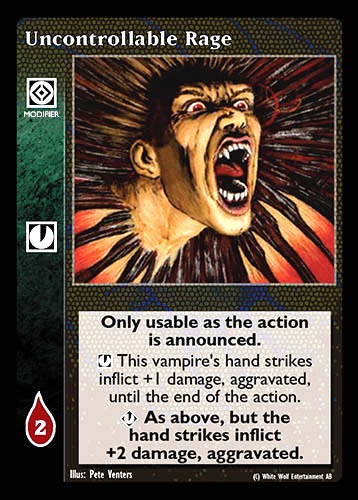 Uncontrollable Rage
MODIFIER
Only usable as the action
is announced.
This vampire's hand strikes
inflict +1 damage, aggravated,
until the end of the action.
As above, but the
hand strikes inflict
+2 damage, aggravated.
2
Illus: Pete Venters
(C) White Wolf Entertainment AB